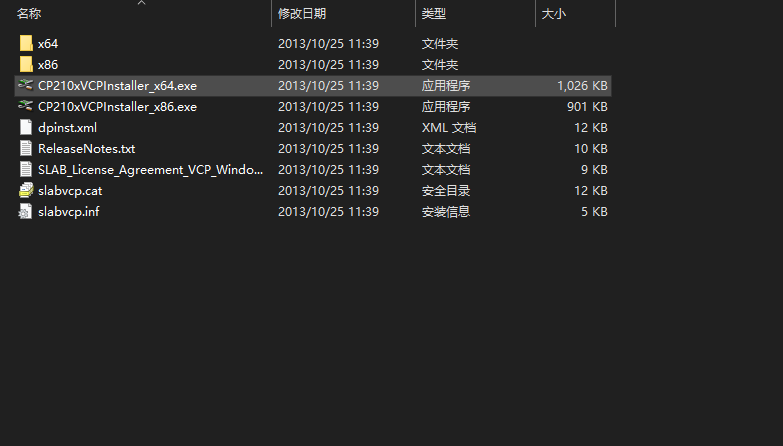 名称 修改日期 类型 大小
x64 2013/10/25 11:39 文件夹
x86 2013/10/25 11:39 文件夹
CP210xVCPInstaller_x64.exe 2013/10/25 11:39 应用程序 1,026 KB
CP210xVCPInstaller_x86.exe 2013/10/25 11:39 应用程序 901 KB
dpinst.xml 2013/10/25 11:39 XML 文档 12 KB
ReleaseNotes.txt 2013/10/25 11:39 文本文档 10 KB
SLAB_License_Agreement_VCP_Windo... 2013/10/25 11:39 文本文档 9 KB
slabvcp.cat 2013/10/25 11:39 安全目录 12 KB
slabvcp.inf 2013/10/25 11:39 安装信息 5 KB